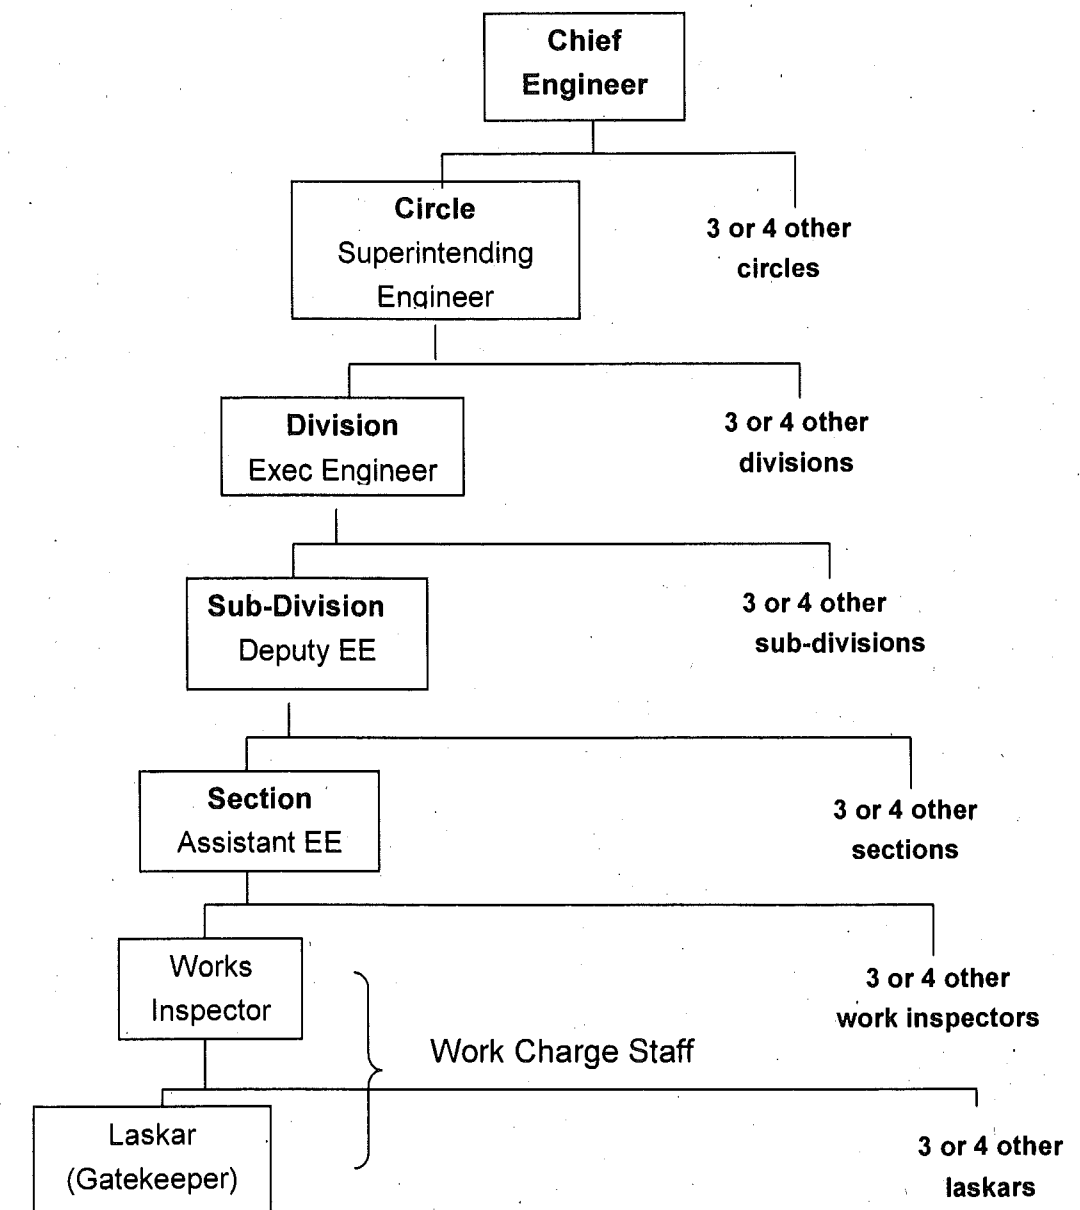 Chief
Engineer
Circle
Superintending
Engineer
3 or 4 other
circles
Division
Exec Engineer
3 or 4 other
divisions
Sub-Division
Deputy EE
3 or 4 other
sub-divisions
Section
Assistant EE
3 or 4 other
sections
Works
Inspector
3 or 4 other
work inspectors
Work Charge Staff
Laskar
(Gatekeeper)
3 or 4 other
laskars